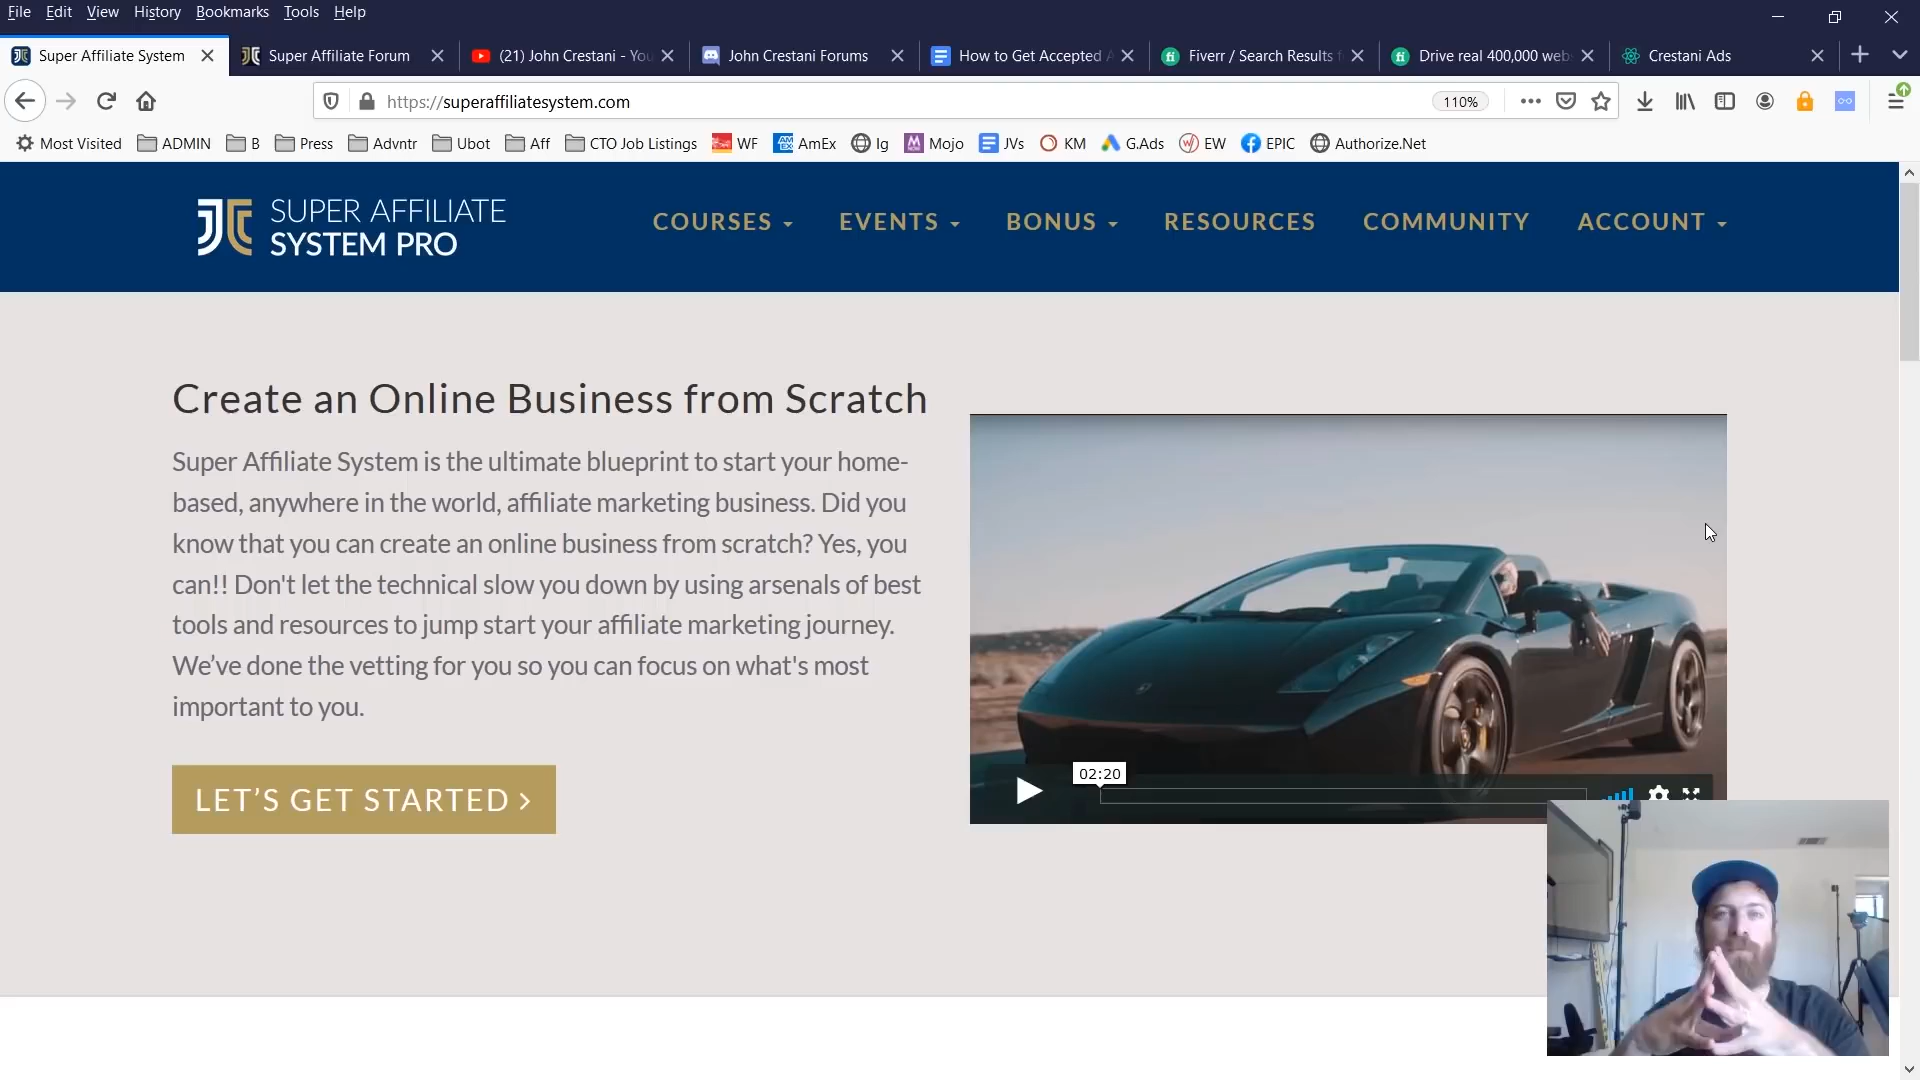 File Edit View History Bookmarks Tools Help
Super Affiliate System
Super Affiliate Forum
(21) John Crestani - You
John Crestani Forums
How to Get Accepted A
Fiverr / Search Results f
Drive real 400,000 webs
Crestani Ads
https://superaffiliatesystem.com
110%
Most Visited ADMIN B Press Advntr Ubot Aff CTO Job Listings WF AmEx Ig Mojo JVs KM G.Ads EW EPIC Authorize.Net
SUPER AFFILIATE
SYSTEM PRO
COURSES EVENTS BONUS RESOURCES COMMUNITY ACCOUNT
Create an Online Business from Scratch
Super Affiliate System is the ultimate blueprint to start your home-
based, anywhere in the world, affiliate marketing business. Did you
know that you can create an online business from scratch? Yes, you
can!! Don't let the technical slow you down by using arsenals of best
tools and resources to jump start your affiliate marketing journey.
We've done the vetting for you so you can focus on what's most
important to you.
LET'S GET STARTED >
02:20